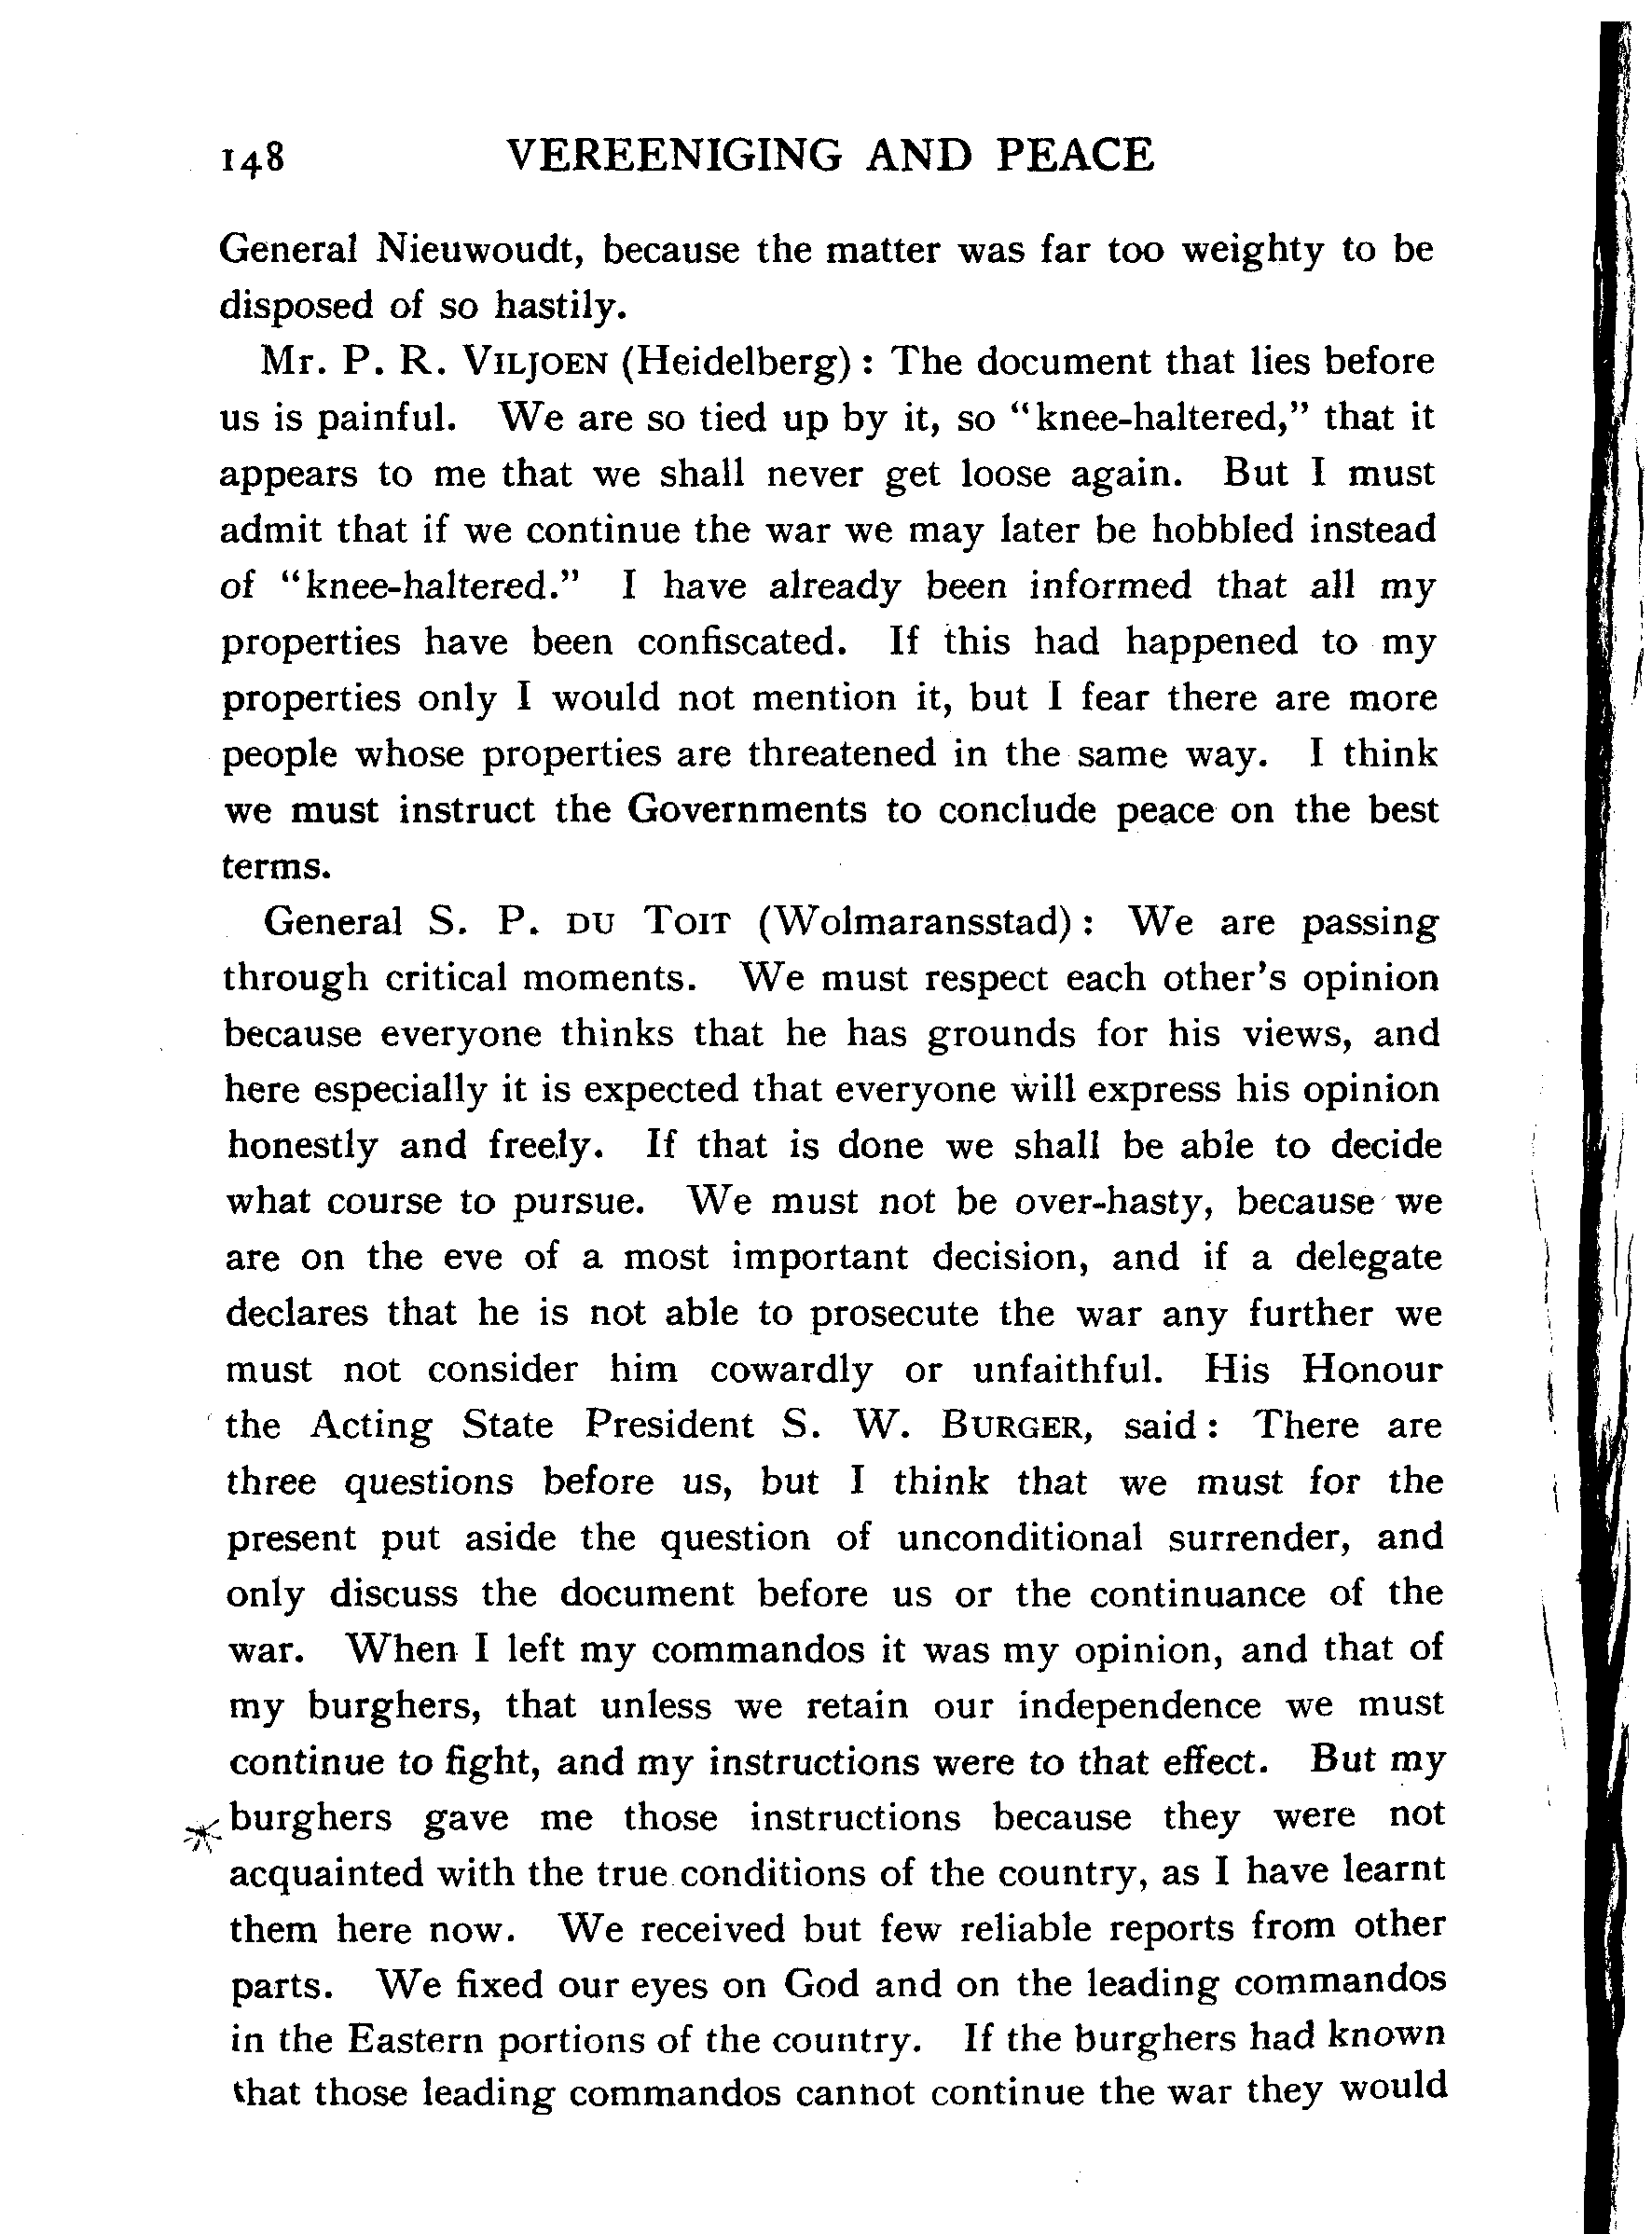 148 VEREENIGING AND PEACE
General Nieuwoudt, because the matter was far too weighty to be
disposed of so hastily.
Mr. P. R. VILJOEN (Heidelberg): The document that lies before
us is painful. We are so tied up by it, so "knee-haltered," that it
appears to me that we shall never get loose again. But I must
admit that if we continue the war we may later be hobbled instead
of "knee-haltered." I have already been informed that all my
properties have been confiscated. If this had happened to my
properties only I would not mention it, but I fear there are more
people whose properties are threatened in the same way. I think
we must instruct the Governments to conclude peace on the best
terms.
General S. P. DU TOIT (Wolmaransstad): We are passing
through critical moments. We must respect each other's opinion
because everyone thinks that he has grounds for his views, and
here especially it is expected that everyone will express his opinion
honestly and freely. If that is done we shall be able to decide
what course to pursue. We must not be over-hasty, because we
are on the eve of a most important decision, and if a delegate
declares that he is not able to prosecute the war any further we
must not consider him cowardly or unfaithful. His Honour
the Acting State President S. W. BURGER, said: There are
three questions before us, but I think that we must for the
present put aside the question of unconditional surrender, and
only discuss the document before us or the continuance of the
war. When I left my commandos it was my opinion, and that of
my burghers, that unless we retain our independence we must
continue to fight, and my instructions were to that effect. But my
burghers gave me those instructions because they were not
acquainted with the true conditions of the country, as I have learnt
them here now. We received but few reliable reports from other
parts. We fixed our eyes on God and on the leading commandos
in the Eastern portions of the country. If the burghers had known
that those leading commandos cannot continue the war they would